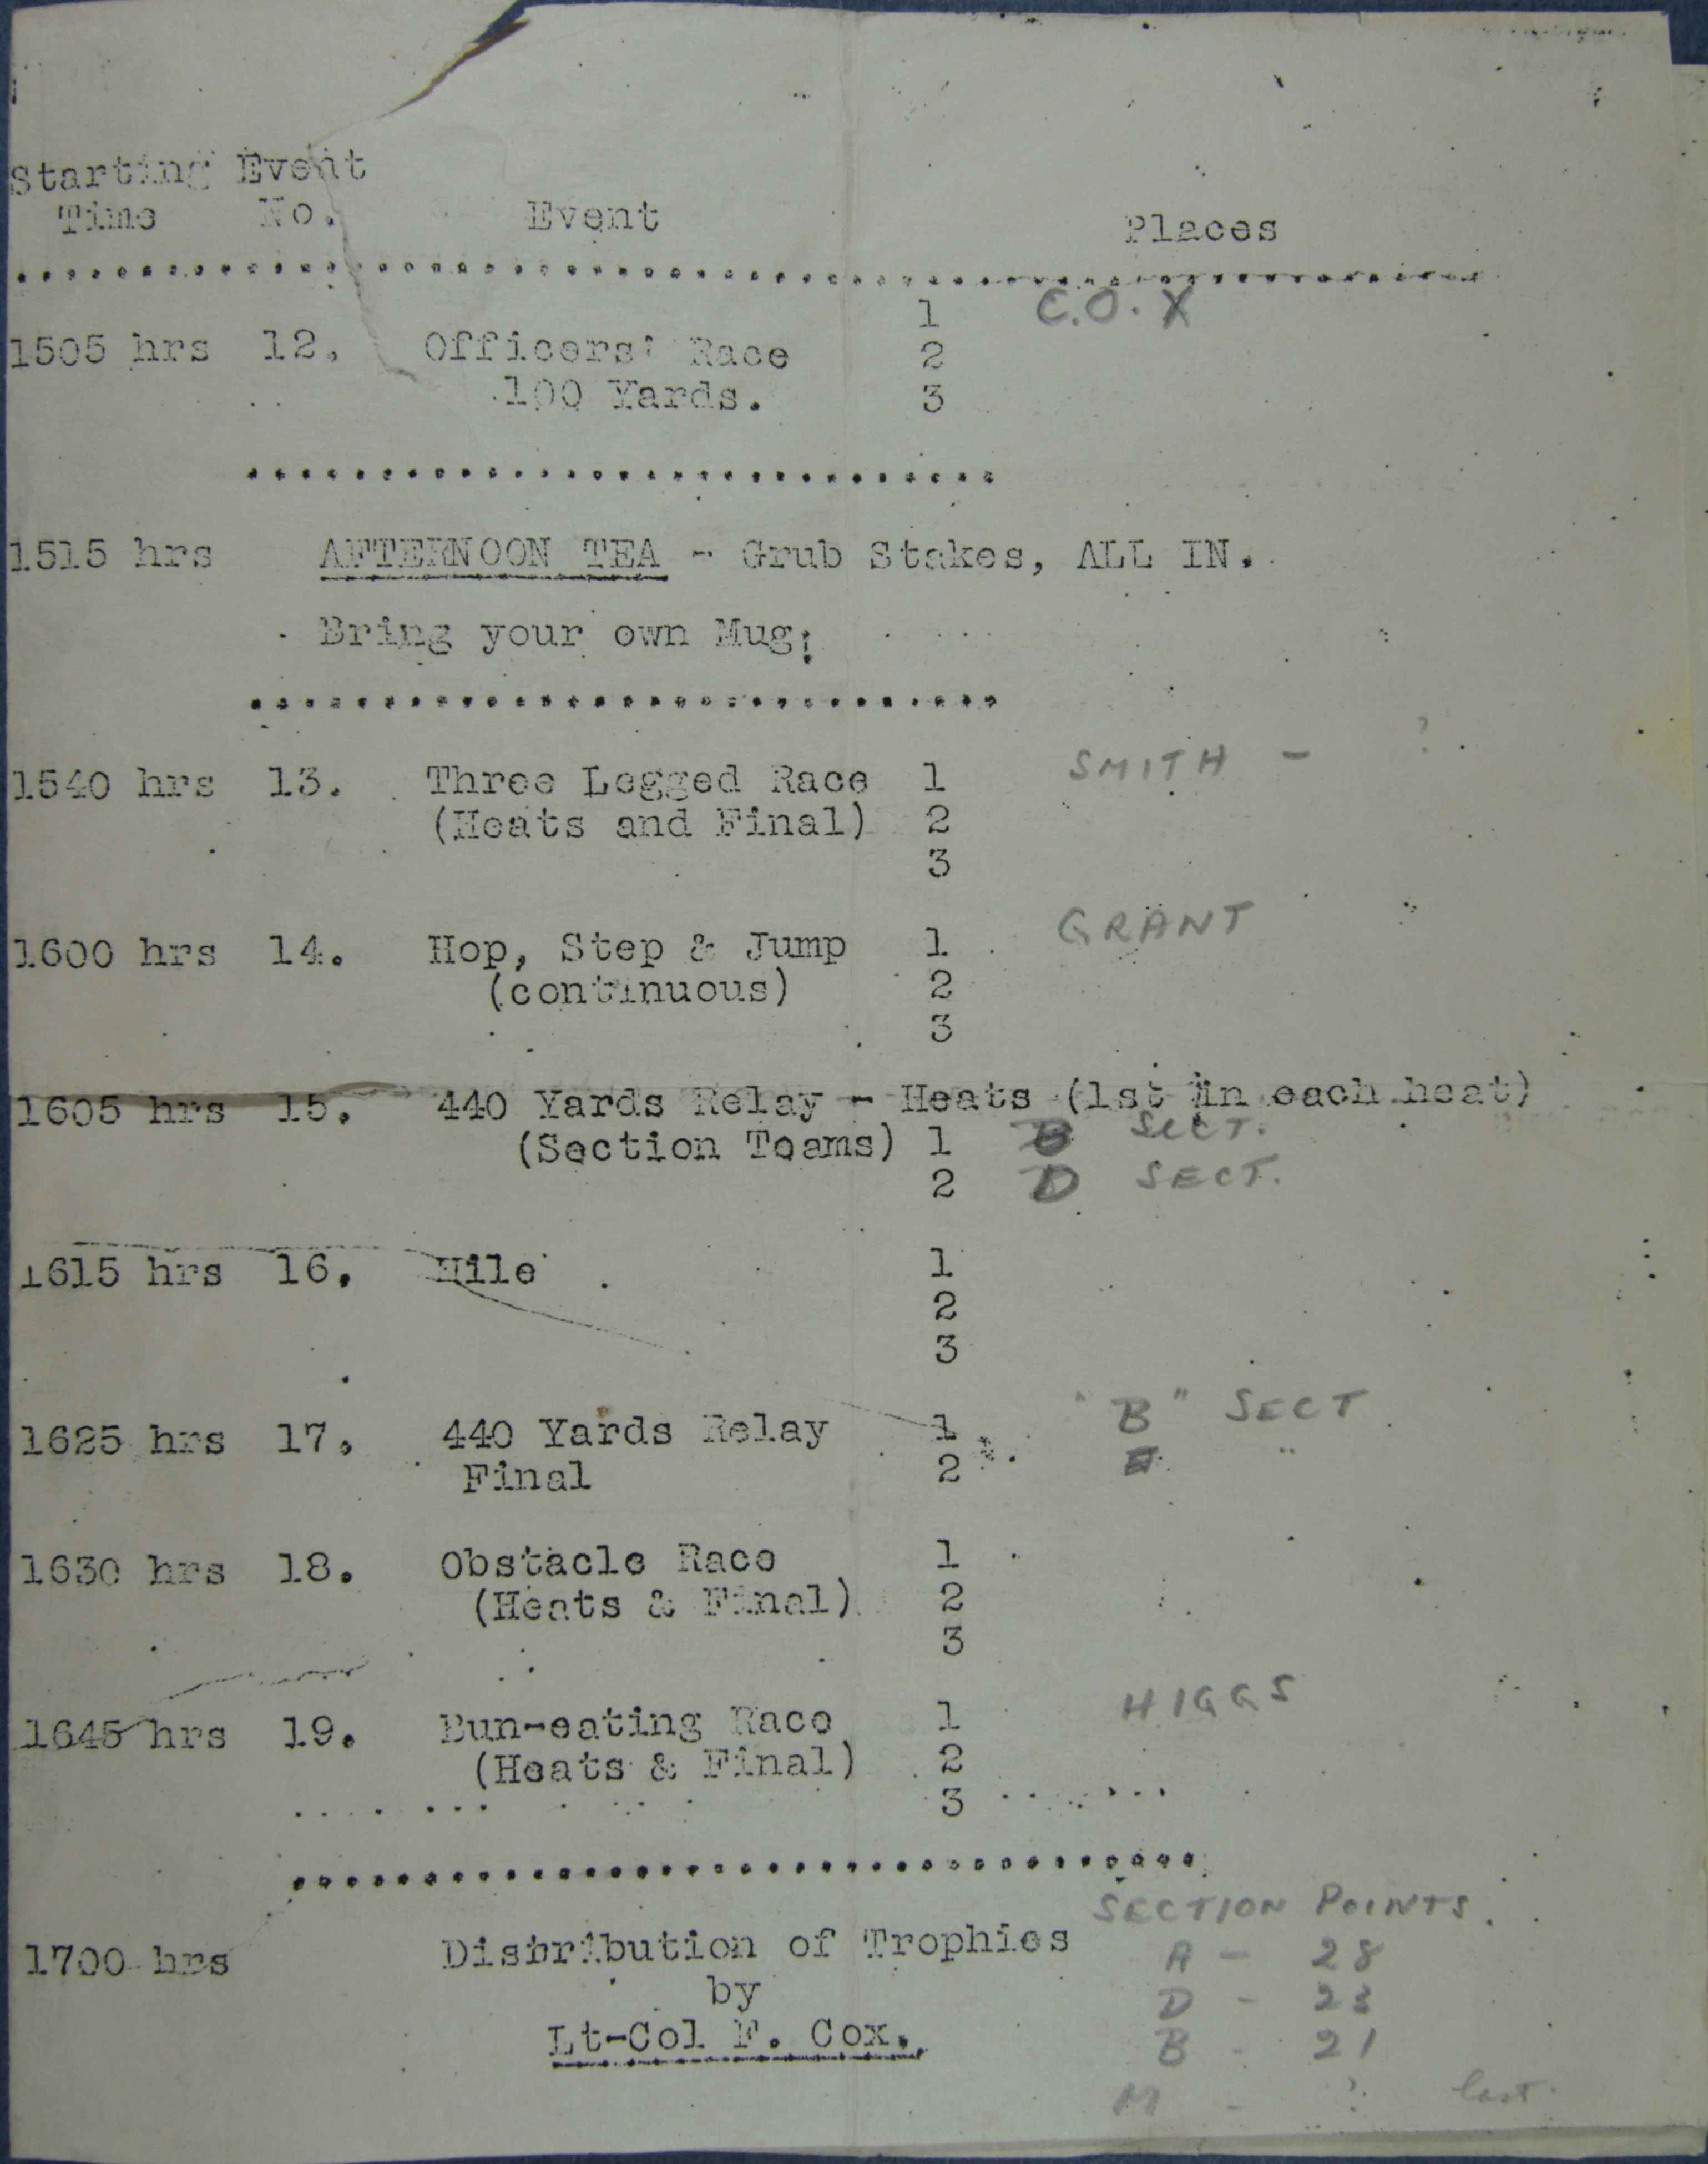 Starting Event
Time No. Event Places
1 C.O. X
1505 hrs 12. Officers' Race 2
100 Yards. 3
1515 hrs AFTERNOON TEA - Grub Stakes, ALL IN.
Bring your own Mug!
1540 hrs 13. Three Legged Race 1 SMITH - ?
(Heats and Final) 2
3
1600 hrs 14. Hop, Step & Jump 1 GRANT
(continuous) 2
3
1605 hrs 15. 440 Yards Relay - Heats (1st in each heat)
(Section Teams) 1 B SECT.
2 D SECT.
1615 hrs 16. Mile 1
2
3
1625 hrs 17. 440 Yards Relay 1 "B" SECT
Final 2 "
1630 hrs 18. Obstacle Race 1
(Heats & Final) 2
3
1645 hrs 19. Bun-eating Race 1 HIGGS
(Heats & Final) 2
3
SECTION POINTS.
1700 hrs Distribution of Trophies A - 28
by D - 23
Lt-Col F. Cox. B - 21
M - ? last